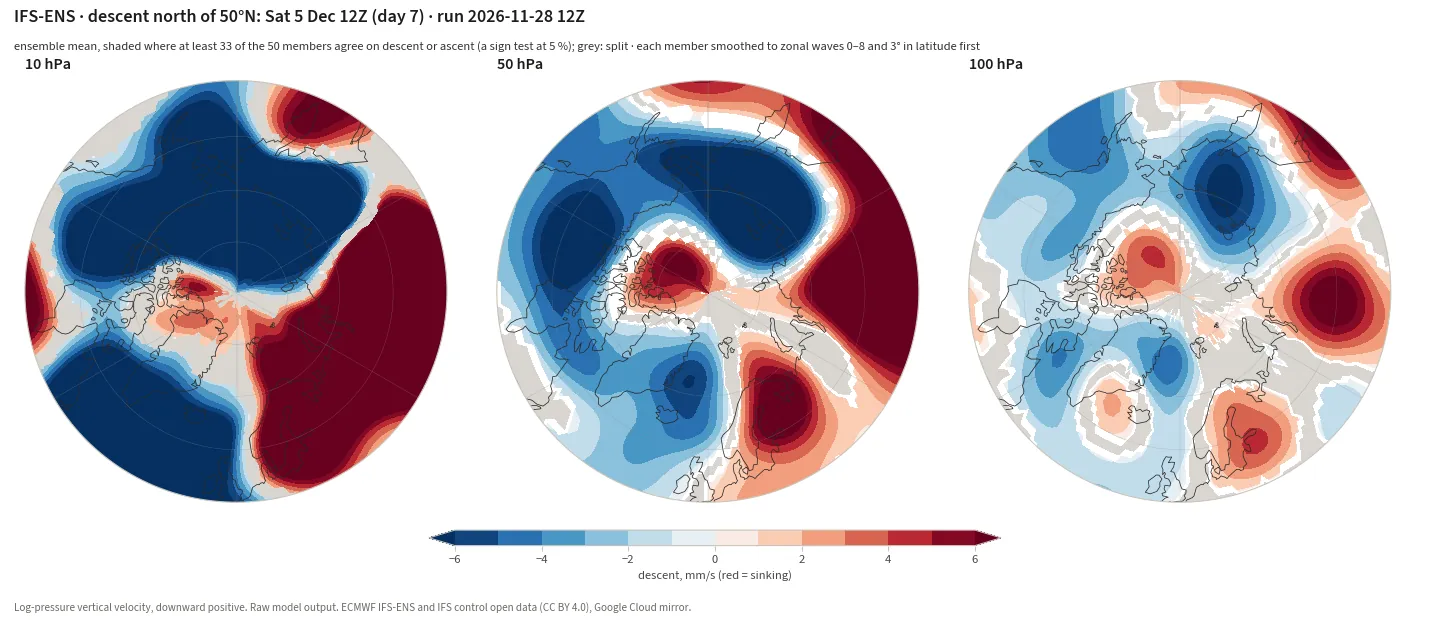 IFS-ENS · descent north of 50°N: Sat 5 Dec 12Z (day 7) · run 2026-11-28 12Z
ensemble mean, shaded where at least 33 of the 50 members agree on descent or ascent (a sign test at 5 %); grey: split · each member smoothed to zonal waves 0–8 and 3° in latitude first
10 hPa
50 hPa
100 hPa
−6 −4 −2 0 2 4 6
descent, mm/s (red = sinking)
Log-pressure vertical velocity, downward positive. Raw model output. ECMWF IFS-ENS and IFS control open data (CC BY 4.0), Google Cloud mirror.